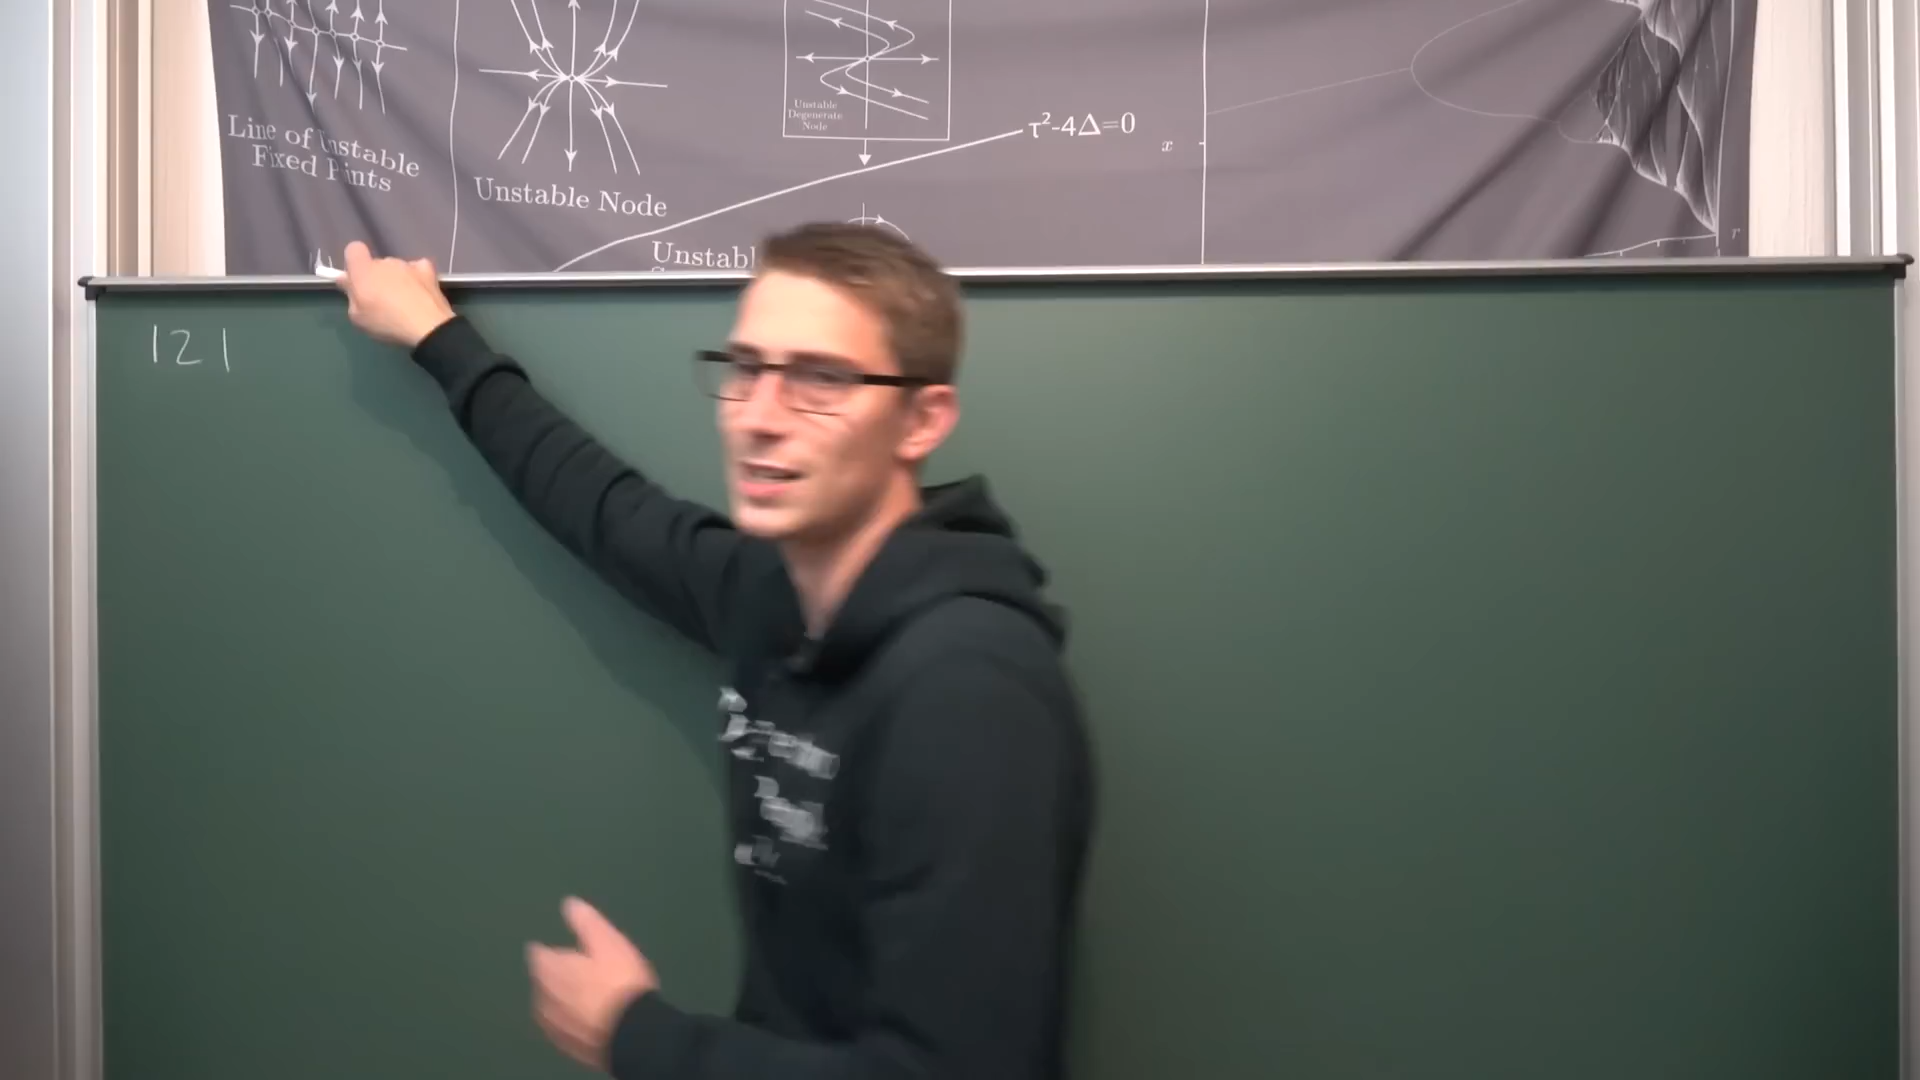 Line of Unstable
Fixed Points
Unstable Node
Unstable
Degenerate
Node
τ²-4Δ=0
x
r
121